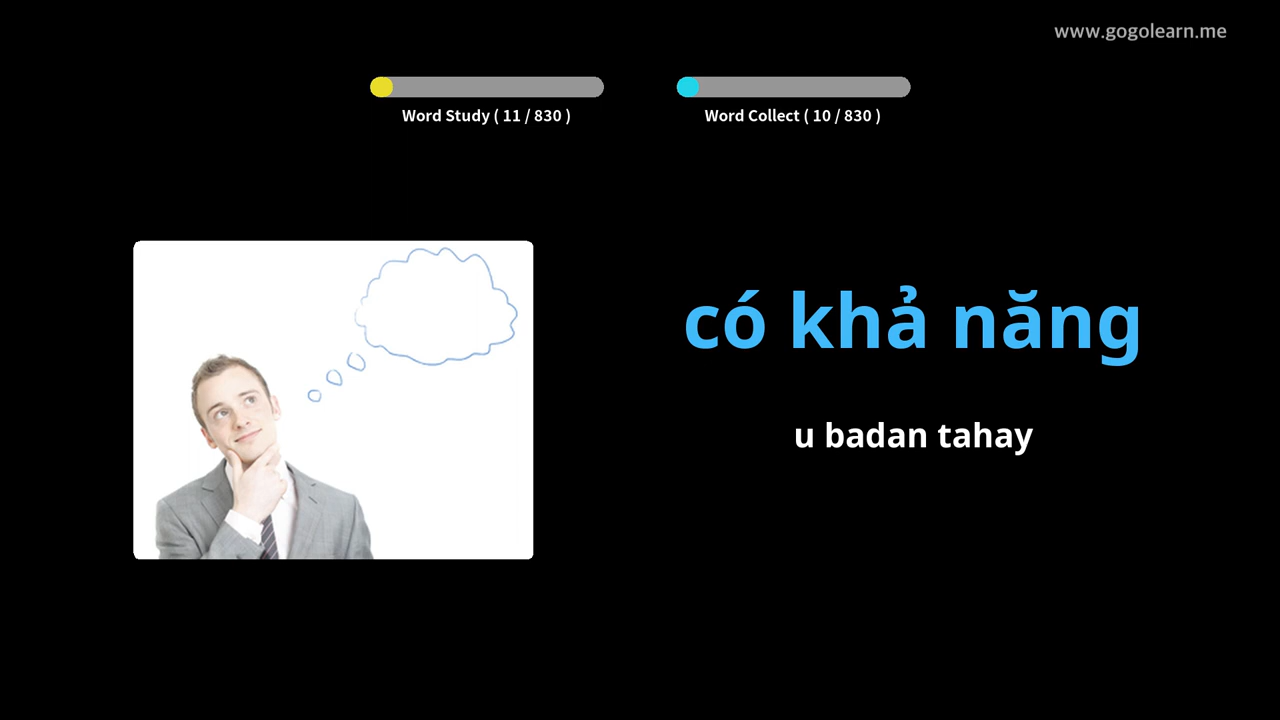 www.gogolearn.me
Word Study ( 11 / 830 )
Word Collect ( 10 / 830 )
có khả năng
u badan tahay